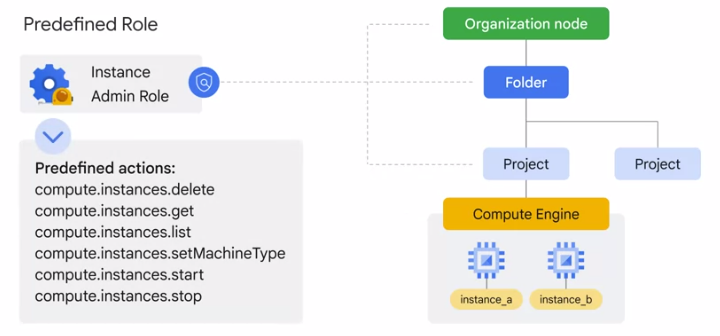 Predefined Role
Instance
Admin Role
Predefined actions:
compute.instances.delete
compute.instances.get
compute.instances.list
compute.instances.setMachineType
compute.instances.start
compute.instances.stop
Organization node
Folder
Project
Project
Compute Engine
instance_a
instance_b